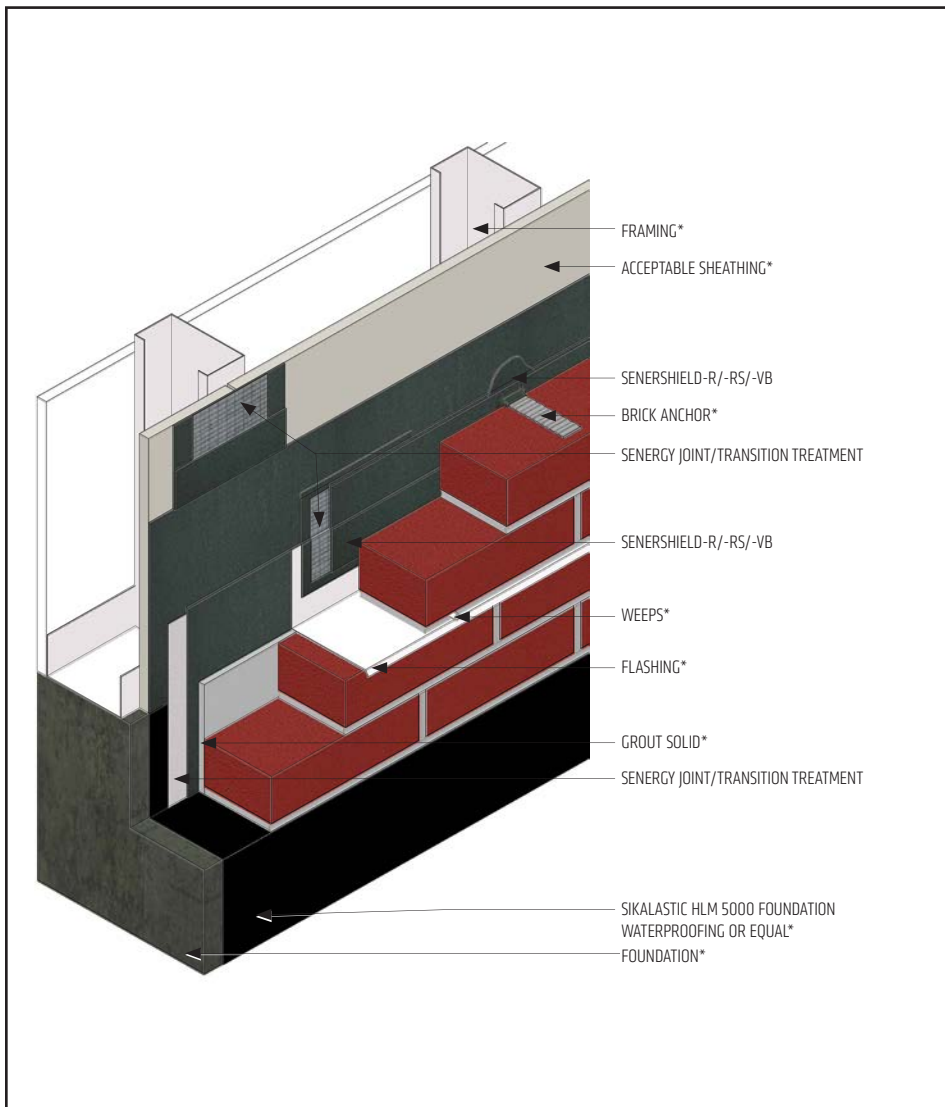 FRAMING*
ACCEPTABLE SHEATHING*
SENERSHIELD-R/-RS/-VB
BRICK ANCHOR*
SENERGY JOINT/TRANSITION TREATMENT
SENERSHIELD-R/-RS/-VB
WEEPS*
FLASHING*
GROUT SOLID*
SENERGY JOINT/TRANSITION TREATMENT
SIKALASTIC HLM 5000 FOUNDATION
WATERPROOFING OR EQUAL*
FOUNDATION*